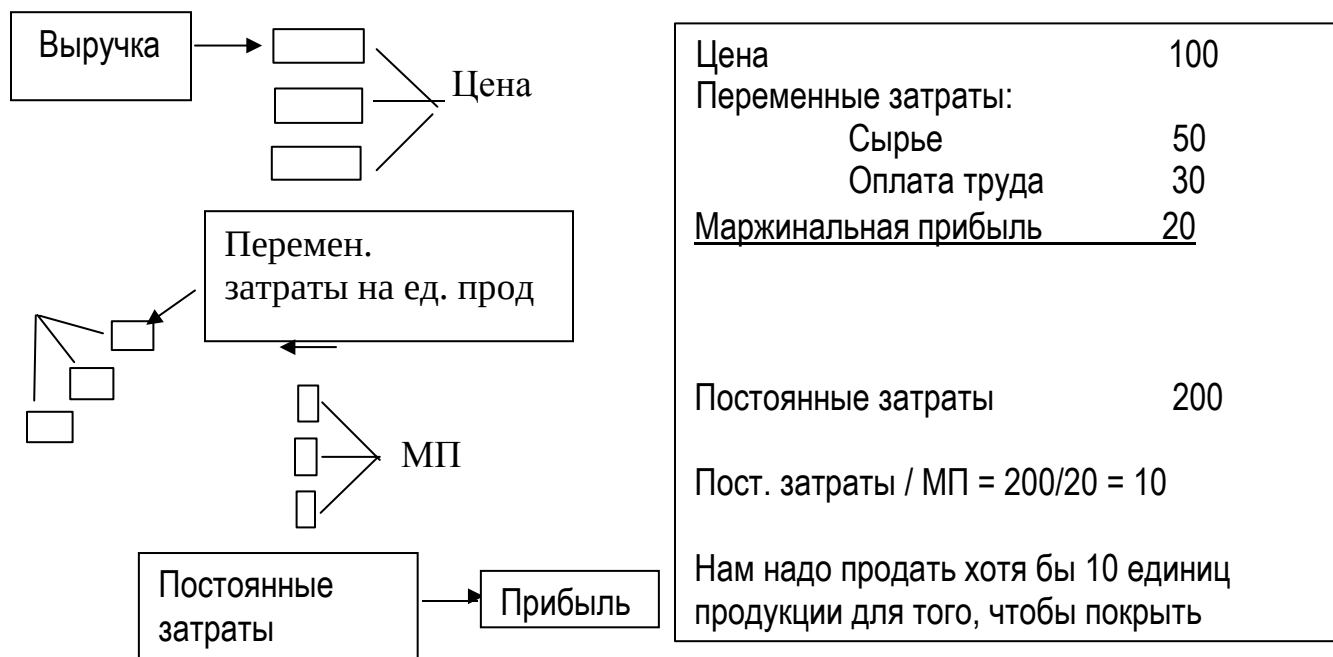 Выручка
Цена
Перемен.
затраты на ед. прод
МП
Постоянные
затраты
Прибыль
Цена 100
Переменные затраты:
Сырье 50
Оплата труда 30
Маржинальная прибыль 20
Постоянные затраты 200
Пост. затраты / МП = 200/20 = 10
Нам надо продать хотя бы 10 единиц
продукции для того, чтобы покрыть